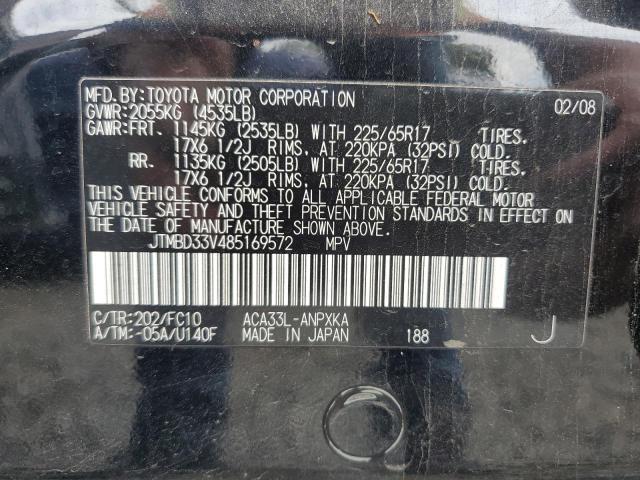 MFD.BY:TOYOTA MOTOR CORPORATION 02/08
GVWR:2055KG (4535LB)
GAWR:FRT. 1145KG (2535LB) WITH 225/65R17 TIRES.
17X6 1/2J RIMS, AT 220KPA (32PSI) COLD.
RR. 1135KG (2505LB) WITH 225/65R17 TIRES.
17X6 1/2J RIMS, AT 220KPA (32PSI) COLD.
THIS VEHICLE CONFORMS TO ALL APPLICABLE FEDERAL MOTOR
VEHICLE SAFETY AND THEFT PREVENTION STANDARDS IN EFFECT ON
THE DATE OF MANUFACTURE SHOWN ABOVE.
JTMBD33V485169572 MPV
C/TR:202/FC10 ACA33L-ANPXKA
A/TM:-05A/U140F MADE IN JAPAN 188 J